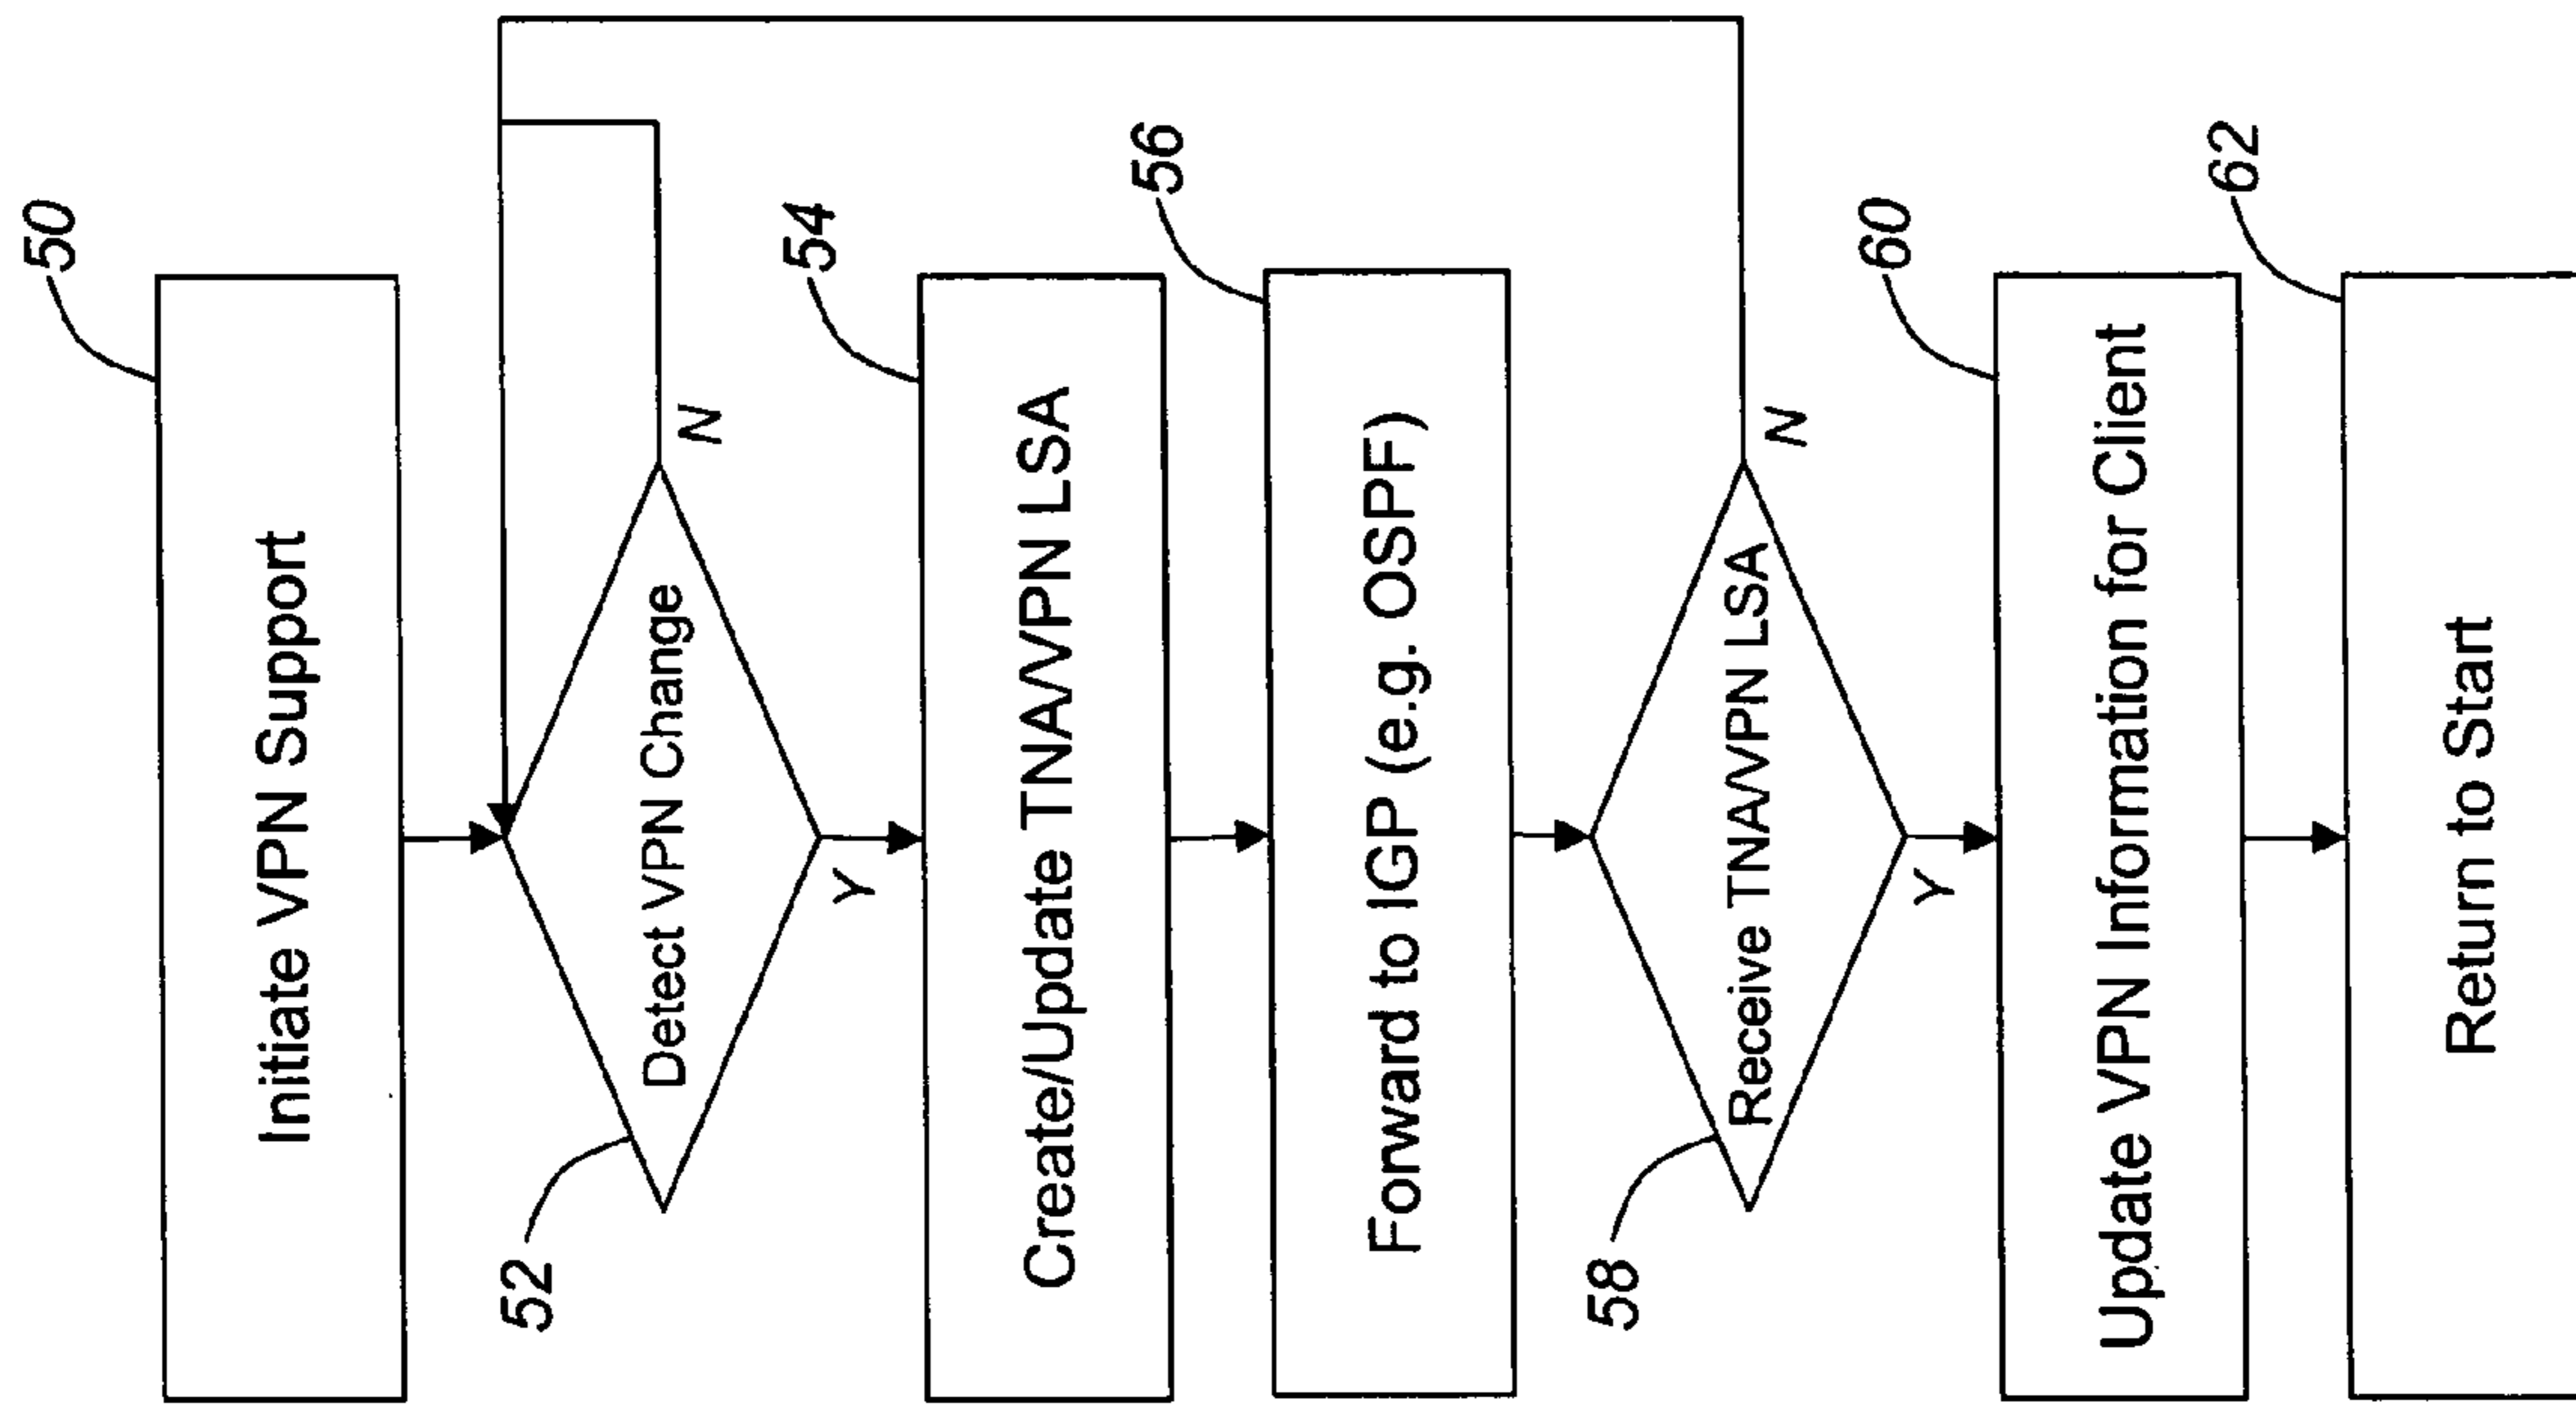 50
Initiate VPN Support
52
Detect VPN Change
N
Y
54
Create/Update TNA/VPN LSA
56
Forward to IGP (e.g. OSPF)
58
Receive TNA/VPN LSA
N
Y
60
Update VPN Information for Client
62
Return to Start